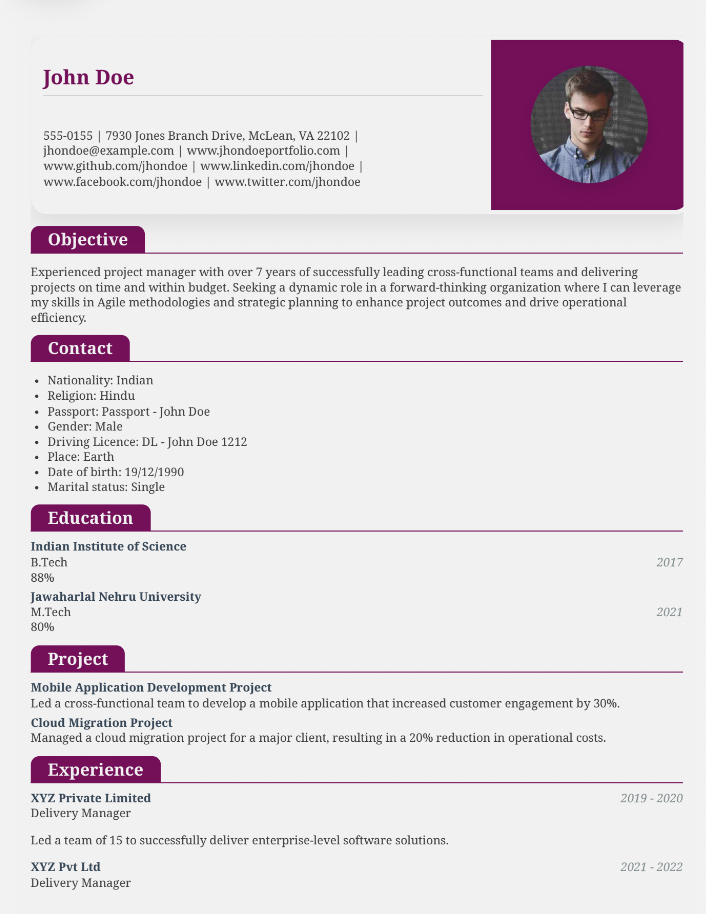 John Doe
555-0155 | 7930 Jones Branch Drive, McLean, VA 22102 |
jhondoe@example.com | www.jhondoeportfolio.com |
www.github.com/jhondoe | www.linkedin.com/jhondoe |
www.facebook.com/jhondoe | www.twitter.com/jhondoe
Objective
Experienced project manager with over 7 years of successfully leading cross-functional teams and delivering
projects on time and within budget. Seeking a dynamic role in a forward-thinking organization where I can leverage
my skills in Agile methodologies and strategic planning to enhance project outcomes and drive operational
efficiency.
Contact
• Nationality: Indian
• Religion: Hindu
• Passport: Passport - John Doe
• Gender: Male
• Driving Licence: DL - John Doe 1212
• Place: Earth
• Date of birth: 19/12/1990
• Marital status: Single
Education
Indian Institute of Science
B.Tech 2017
88%
Jawaharlal Nehru University
M.Tech 2021
80%
Project
Mobile Application Development Project
Led a cross-functional team to develop a mobile application that increased customer engagement by 30%.
Cloud Migration Project
Managed a cloud migration project for a major client, resulting in a 20% reduction in operational costs.
Experience
XYZ Private Limited 2019 - 2020
Delivery Manager
Led a team of 15 to successfully deliver enterprise-level software solutions.
XYZ Pvt Ltd 2021 - 2022
Delivery Manager